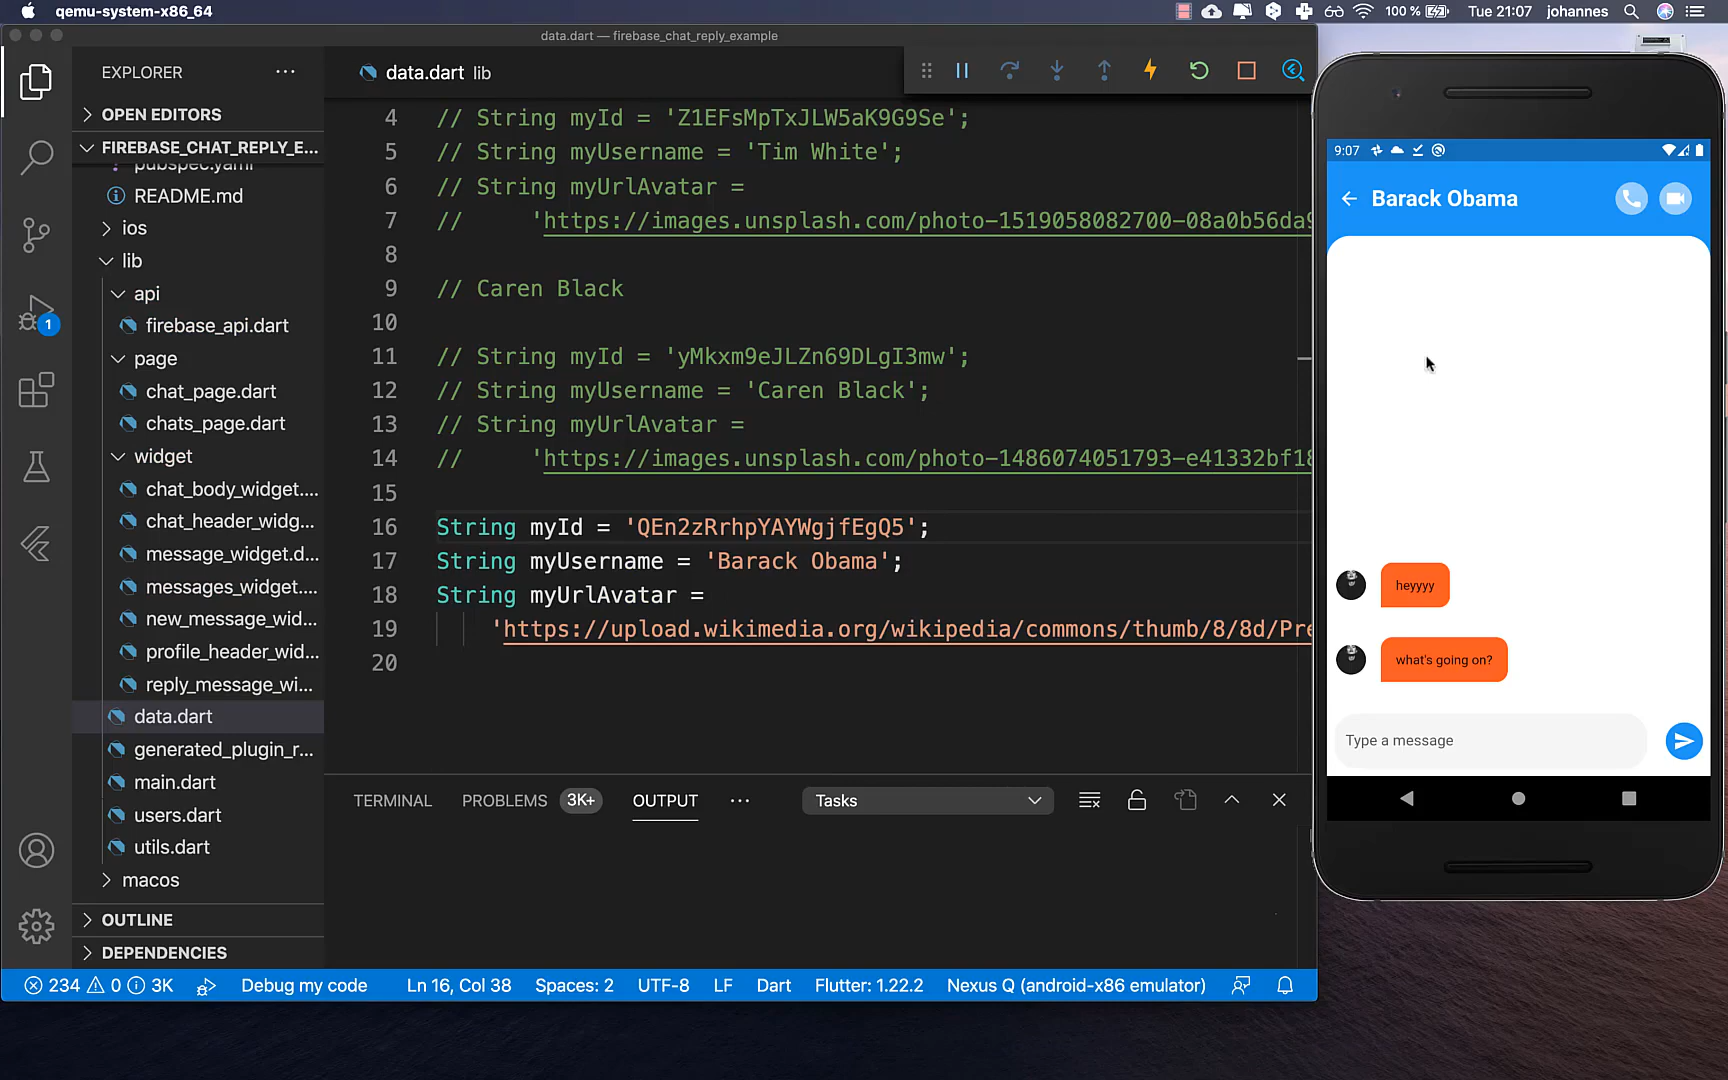 qemu-system-x86_64
100 %
Tue 21:07
johannes
data.dart — firebase_chat_reply_example
EXPLORER
data.dart lib
OPEN EDITORS
FIREBASE_CHAT_REPLY_E...
pubspec.yaml
README.md
ios
lib
api
firebase_api.dart
page
chat_page.dart
chats_page.dart
widget
chat_body_widget....
chat_header_widg...
message_widget.d...
messages_widget....
new_message_wid...
profile_header_wid...
reply_message_wi...
data.dart
generated_plugin_r...
main.dart
users.dart
utils.dart
macos
OUTLINE
DEPENDENCIES
1
4 // String myId = 'Z1EFsMpTxJLW5aK9G9Se';
5 // String myUsername = 'Tim White';
6 // String myUrlAvatar =
7 // 'https://images.unsplash.com/photo-1519058082700-08a0b56da9
8
9 // Caren Black
10
11 // String myId = 'yMkxm9eJLZn69DLgI3mw';
12 // String myUsername = 'Caren Black';
13 // String myUrlAvatar =
14 // 'https://images.unsplash.com/photo-1486074051793-e41332bf18
15
16 String myId = 'QEn2zRrhpYAYWgjfEgQ5';
17 String myUsername = 'Barack Obama';
18 String myUrlAvatar =
19 'https://upload.wikimedia.org/wikipedia/commons/thumb/8/8d/Pre
20
TERMINAL
PROBLEMS 3K+
OUTPUT
Tasks
234 0 3K
Debug my code
Ln 16, Col 38
Spaces: 2
UTF-8
LF
Dart
Flutter: 1.22.2
Nexus Q (android-x86 emulator)
9:07
Barack Obama
heyyyy
what's going on?
Type a message